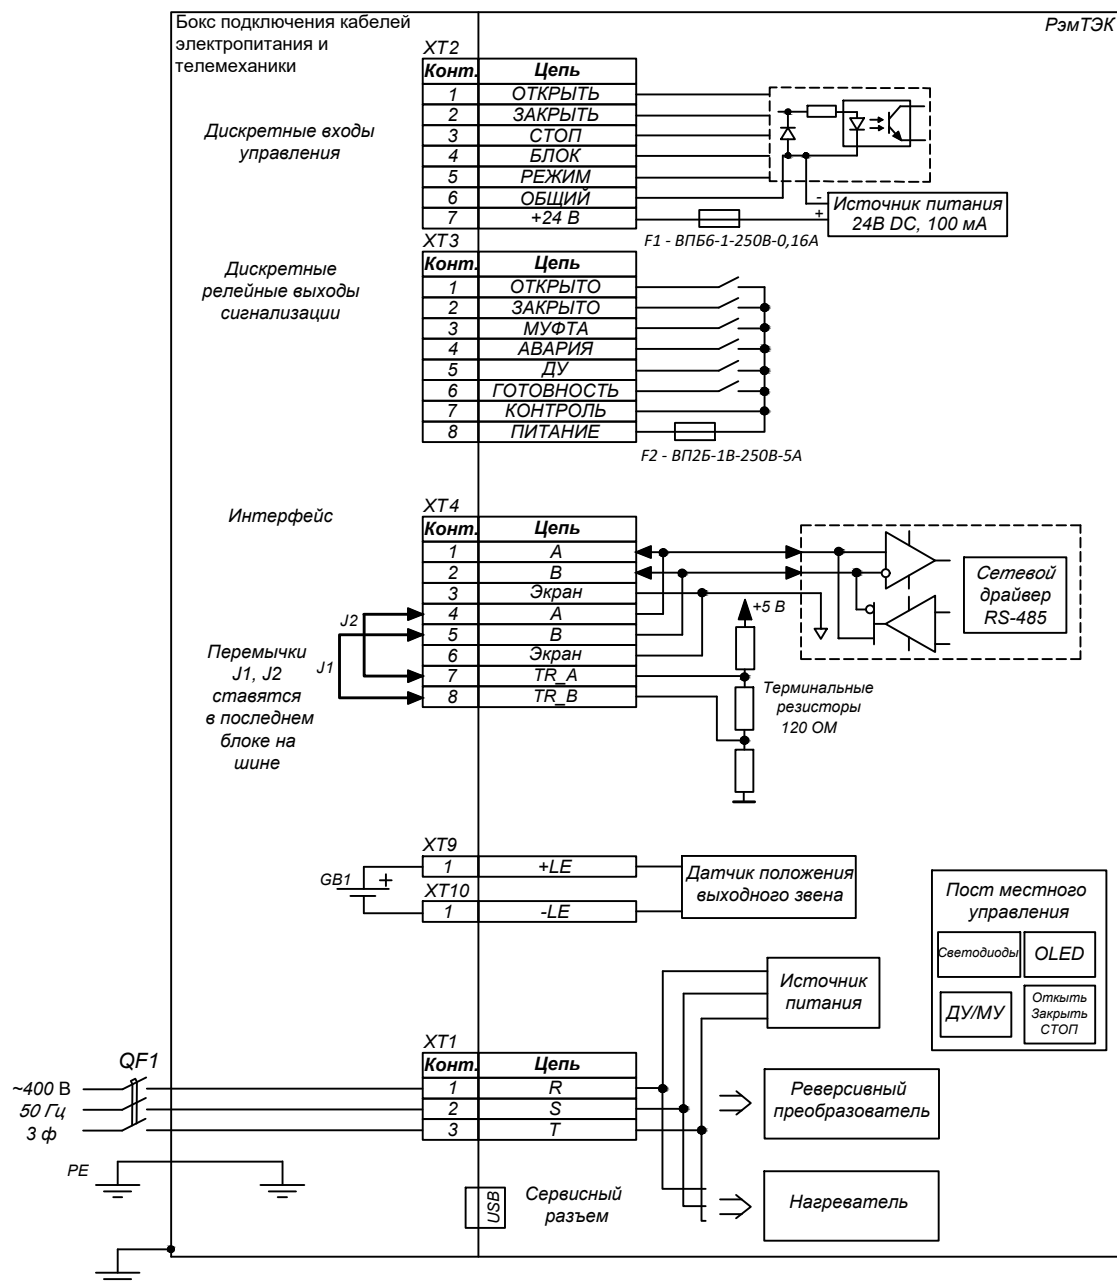 Бокс подключения кабелей
электропитания и
телемеханики
РэмТЭК
XT2
Конт. Цепь
Дискретные входы
управления
1 ОТКРЫТЬ
2 ЗАКРЫТЬ
3 СТОП
4 БЛОК
5 РЕЖИМ
6 ОБЩИЙ
7 +24 В
-
+
Источник питания
24В DC, 100 мА
F1 - ВПБ6-1-250В-0,16А
XT3
Конт. Цепь
Дискретные
релейные выходы
сигнализации
1 ОТКРЫТО
2 ЗАКРЫТО
3 МУФТА
4 АВАРИЯ
5 ДУ
6 ГОТОВНОСТЬ
7 КОНТРОЛЬ
8 ПИТАНИЕ
F2 - ВП2Б-1В-250В-5А
Интерфейс
XT4
Конт. Цепь
1 A
2 B
3 Экран
4 A
5 B
6 Экран
7 TR_A
8 TR_B
J2
J1
Перемычки
J1, J2
ставятся
в последнем
блоке на
шине
+5 В
Терминальные
резисторы
120 ОМ
Сетевой
драйвер
RS-485
XT9
1 +LE
XT10
1 -LE
GB1
+
Датчик положения
выходного звена
Пост местного
управления
Светодиоды
OLED
ДУ/МУ
Откыть
Закрыть
СТОП
Источник
питания
XT1
Конт. Цепь
1 R
2 S
3 T
QF1
~400 В
50 Гц
3 ф
PE
Реверсивный
преобразователь
Нагреватель
USB
Сервисный
разъем